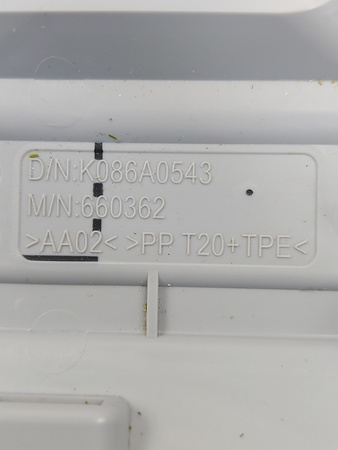 D/N:K086A0543
M/N:660362
>AA02< >PP T20+TPE<